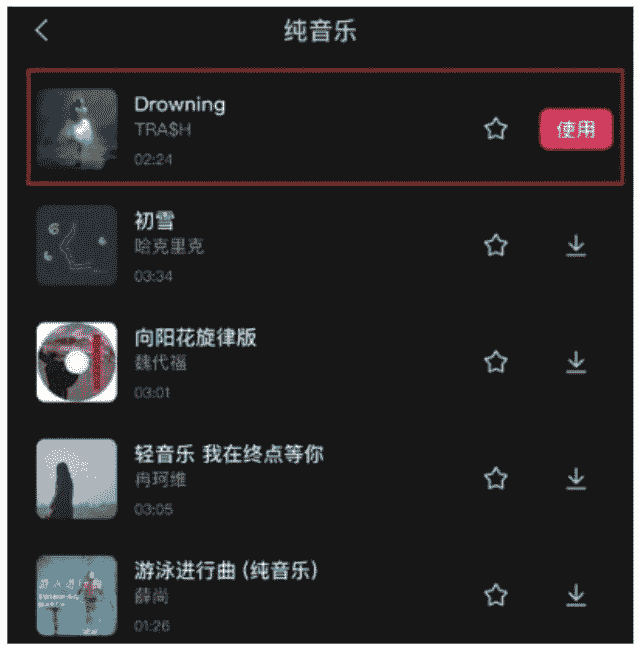 纯音乐
Drowning
TRA$H
02:24
使用
初雪
哈克里克
03:34
向阳花旋律版
魏代福
03:01
轻音乐 我在终点等你
冉珂维
03:05
游泳进行曲 (纯音乐)
薛尚
01:26